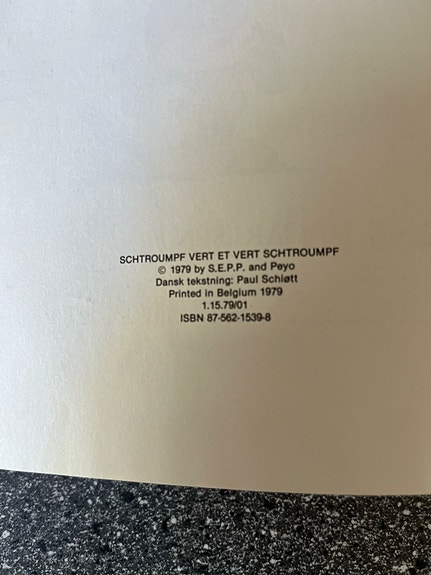 SCHTROUMPF VERT ET VERT SCHTROUMPF
© 1979 by S.E.P.P. and Peyo
Dansk tekstning: Paul Schiøtt
Printed in Belgium 1979
1.15.79/01
ISBN 87-562-1539-8